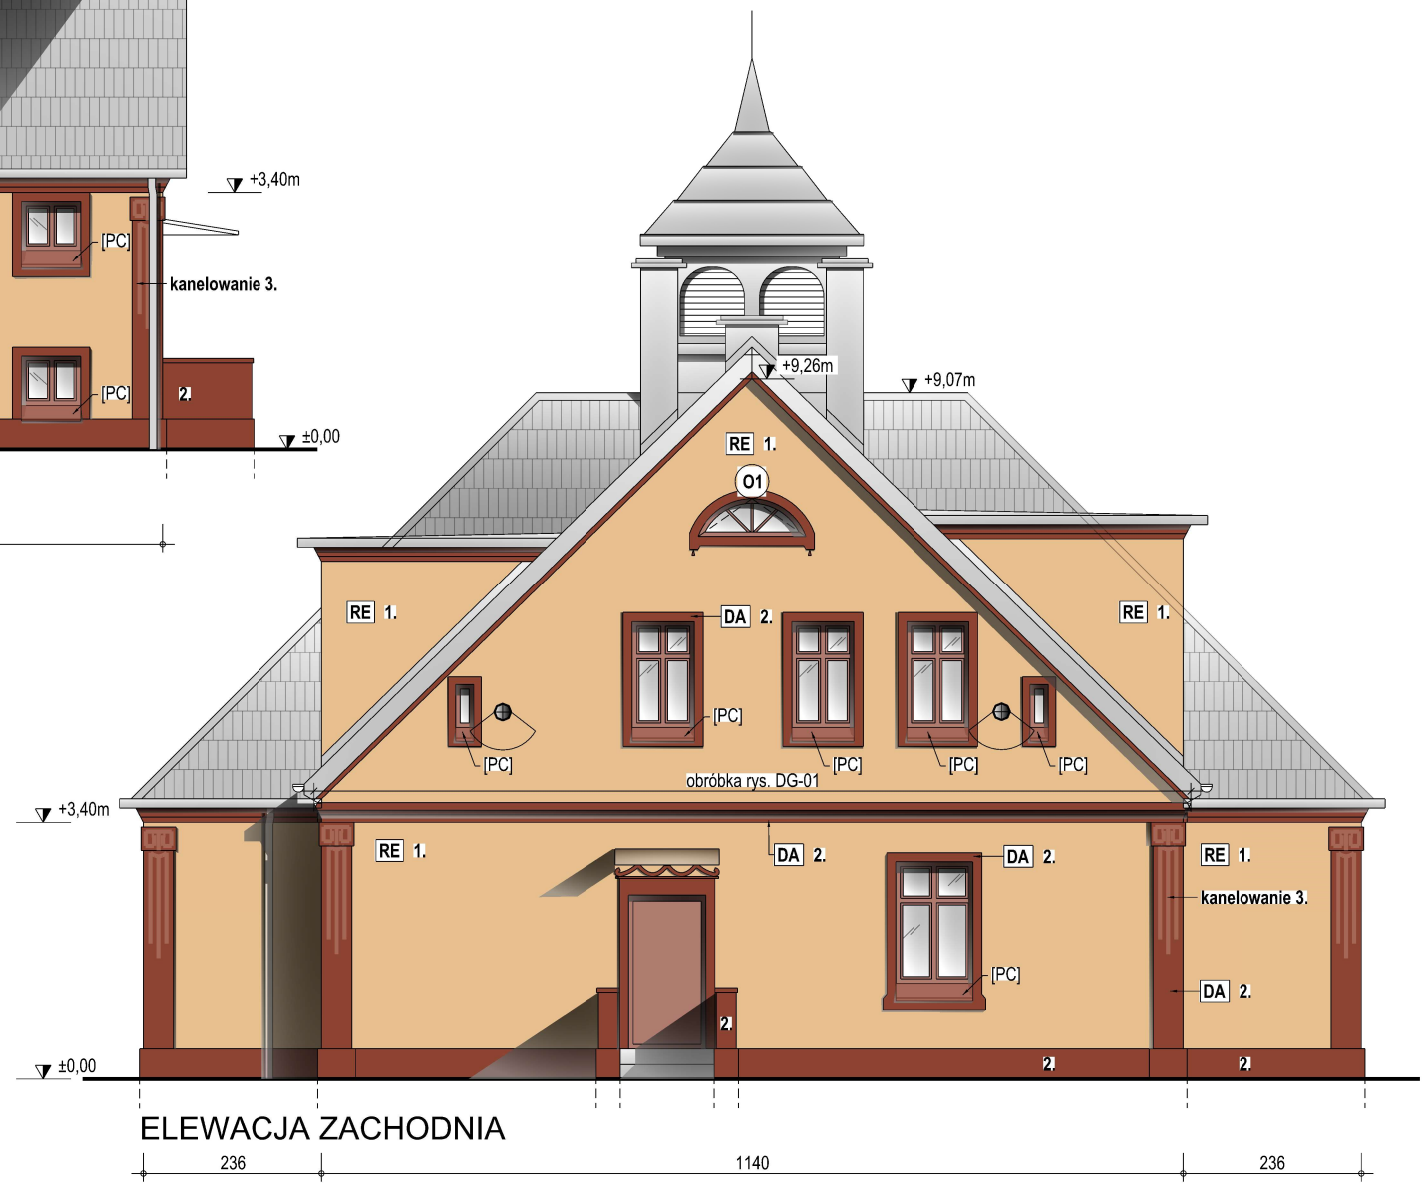 +3,40m
[PC]
kanelowanie 3.
[PC]
2.
±0,00
+9,26m
+9,07m
RE 1.
O1
RE 1.
DA 2.
RE 1.
[PC]
[PC]
[PC]
[PC]
[PC]
obróbka rys. DG-01
+3,40m
RE 1.
DA 2.
DA 2.
RE 1.
kanelowanie 3.
[PC]
DA 2.
2.
±0,00
2.
2.
ELEWACJA ZACHODNIA
236
1140
236